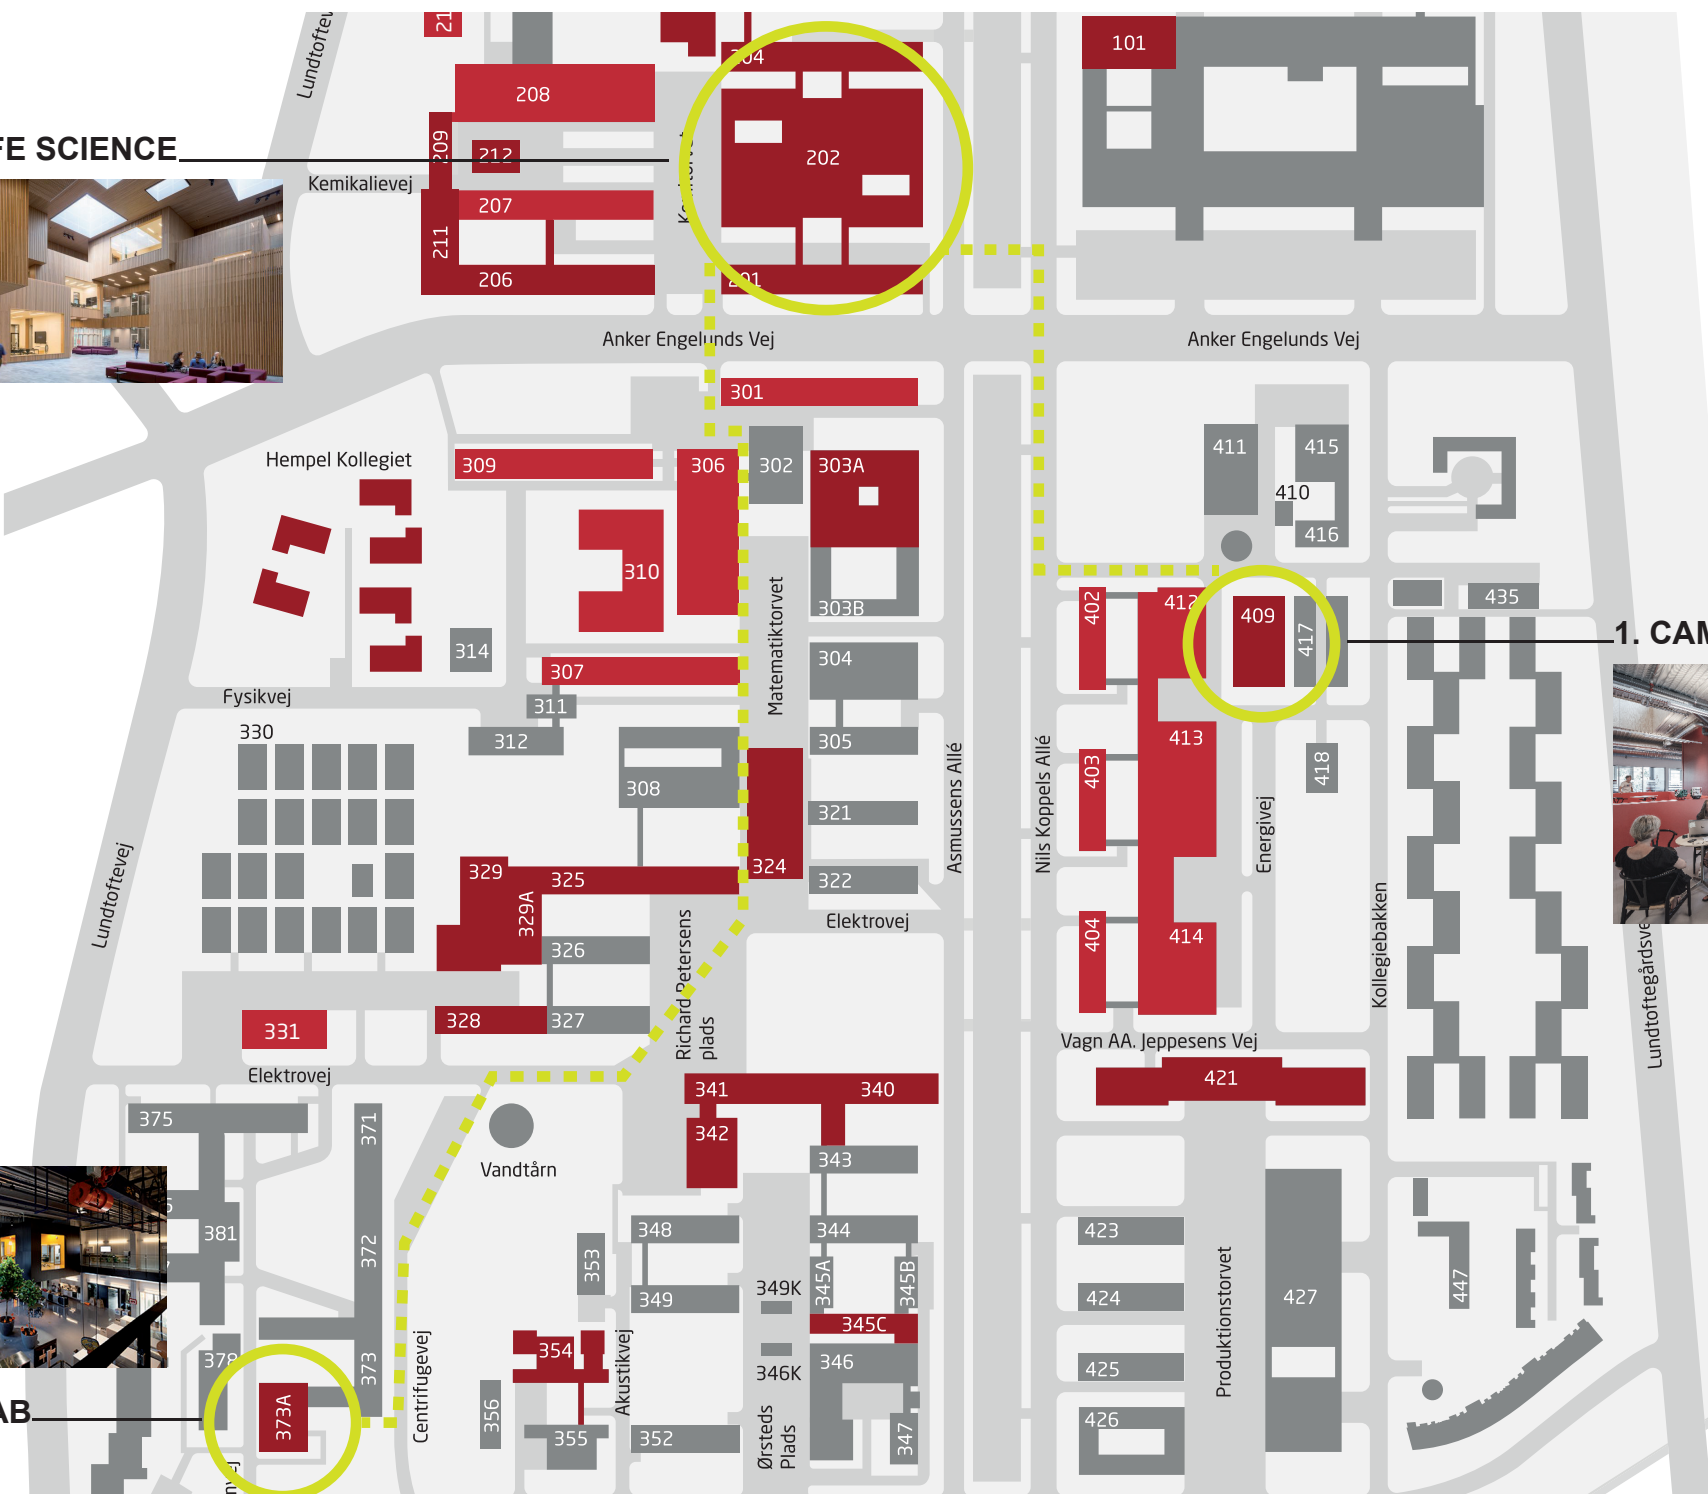 Lundtoftev
21
204
101
208
209
212
FE SCIENCE
202
Kemikalievej
207
211
206
201
Anker Engelunds Vej
Anker Engelunds Vej
301
Hempel Kollegiet
309
306
302
303A
411
415
410
416
310
303B
402
412
409
417
435
1. CAM
314
304
307
Matematiktorvet
Fysikvej
311
330
312
305
413
308
403
418
Asmussens Allé
Nils Koppels Allé
Energivej
321
324
329
325
322
Lundtoftevej
329A
Elektrovej
326
404
414
Kollegiebakken
Lundtoftegårdsve
Richard Petersens
plads
331
328
327
Vagn AA. Jeppesens Vej
Elektrovej
341
340
421
375
371
342
343
Vandtårn
381
372
348
344
423
353
345A
345B
349K
349
424
427
447
Produktionstorvet
345C
354
346
346K
378
373
Centrifugevej
Akustikvej
425
373A
AB
356
355
352
Ørsteds
Plads
347
426